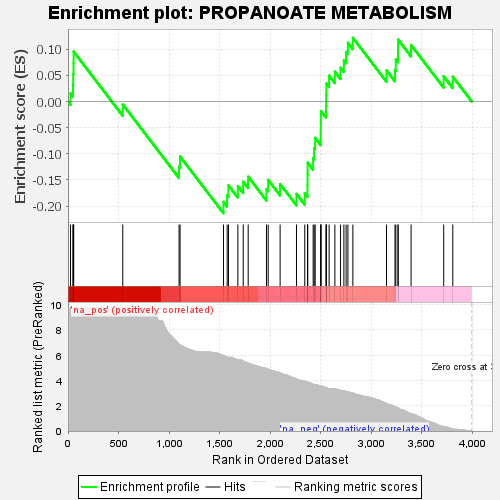 Enrichment plot: PROPANOATE METABOLISM
Enrichment score (ES)
0.10
0.05
0.00
-0.05
-0.10
-0.15
-0.20
'na_pos' (positively correlated)
Ranked list metric (PreRanked)
10
8
6
4
2
0
Zero cross at 3
'na_neg' (negatively correlated)
0
500
1,000
1,500
2,000
2,500
3,000
3,500
4,000
Rank in Ordered Dataset
Enrichment profile
Hits
Ranking metric scores